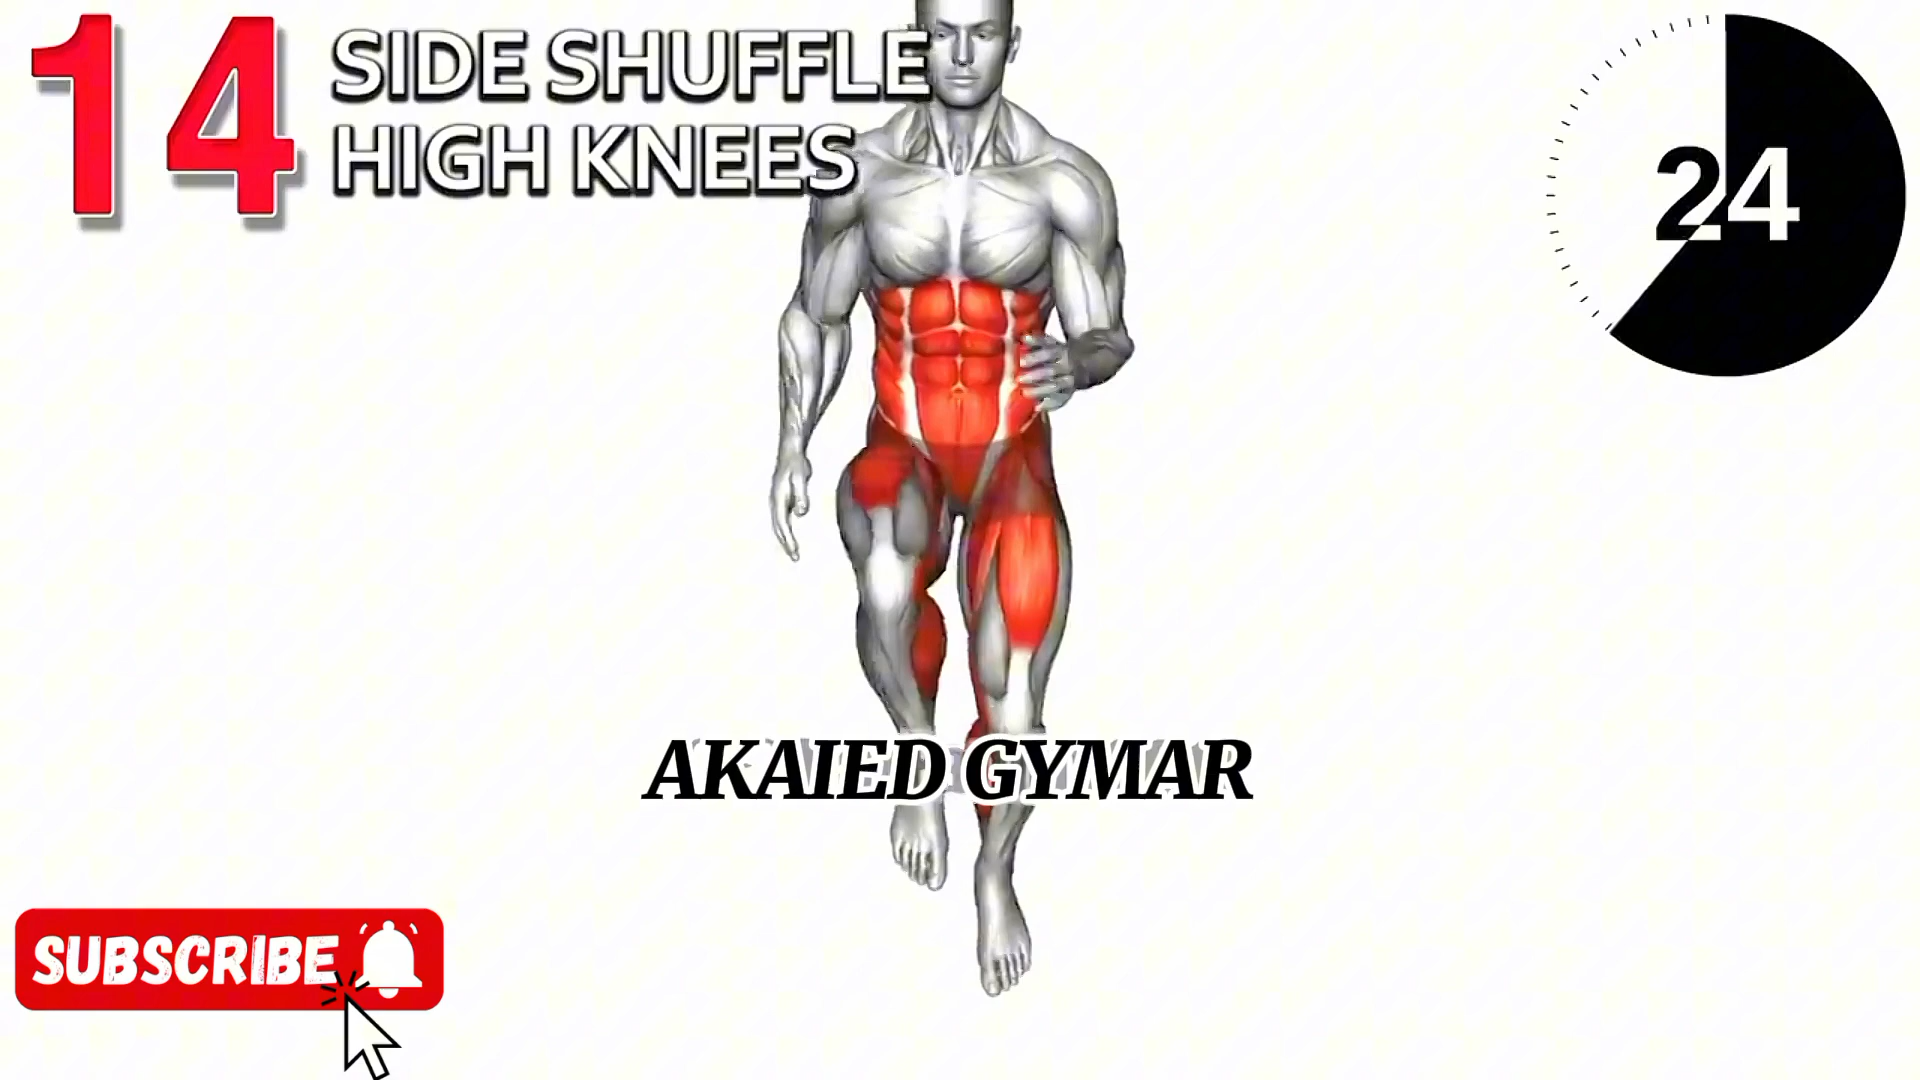 14
SIDE SHUFFLE
HIGH KNEES
24
AKAIED GYMAR
SUBSCRIBE